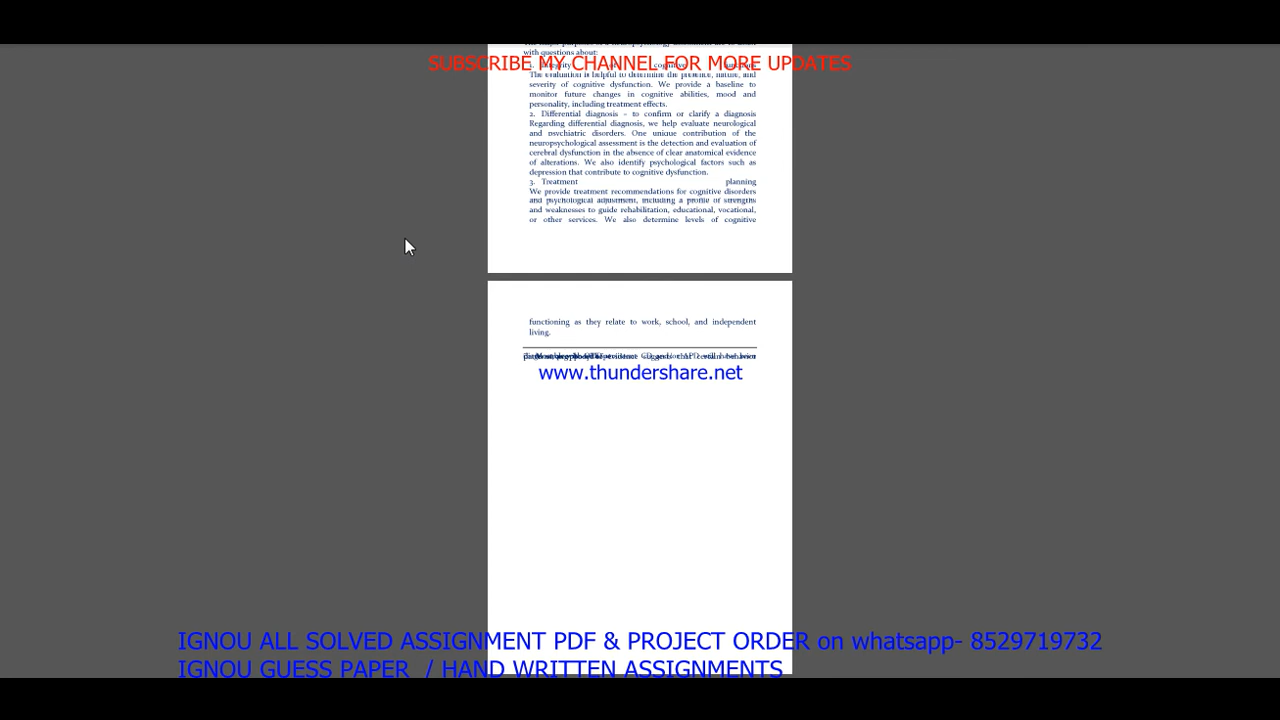 with questions about:
SUBSCRIBE MY CHANNEL FOR MORE UPDATES
The evaluation is helpful to determine the presence, nature, and
severity of cognitive dysfunction. We provide a baseline to
monitor future changes in cognitive abilities, mood and
personality, including treatment effects.
2. Differential diagnosis – to confirm or clarify a diagnosis
Regarding differential diagnosis, we help evaluate neurological
and psychiatric disorders. One unique contribution of the
neuropsychological assessment is the detection and evaluation of
cerebral dysfunction in the absence of clear anatomical evidence
of alterations. We also identify psychological factors such as
depression that contribute to cognitive dysfunction.
3. Treatment planning
We provide treatment recommendations for cognitive disorders
and psychological adjustment, including a profile of strengths
and weaknesses to guide rehabilitation, educational, vocational,
or other services. We also determine levels of cognitive
functioning as they relate to work, school, and independent
living.
www.thundershare.net
IGNOU ALL SOLVED ASSIGNMENT PDF & PROJECT ORDER on whatsapp- 8529719732
IGNOU GUESS PAPER / HAND WRITTEN ASSIGNMENTS